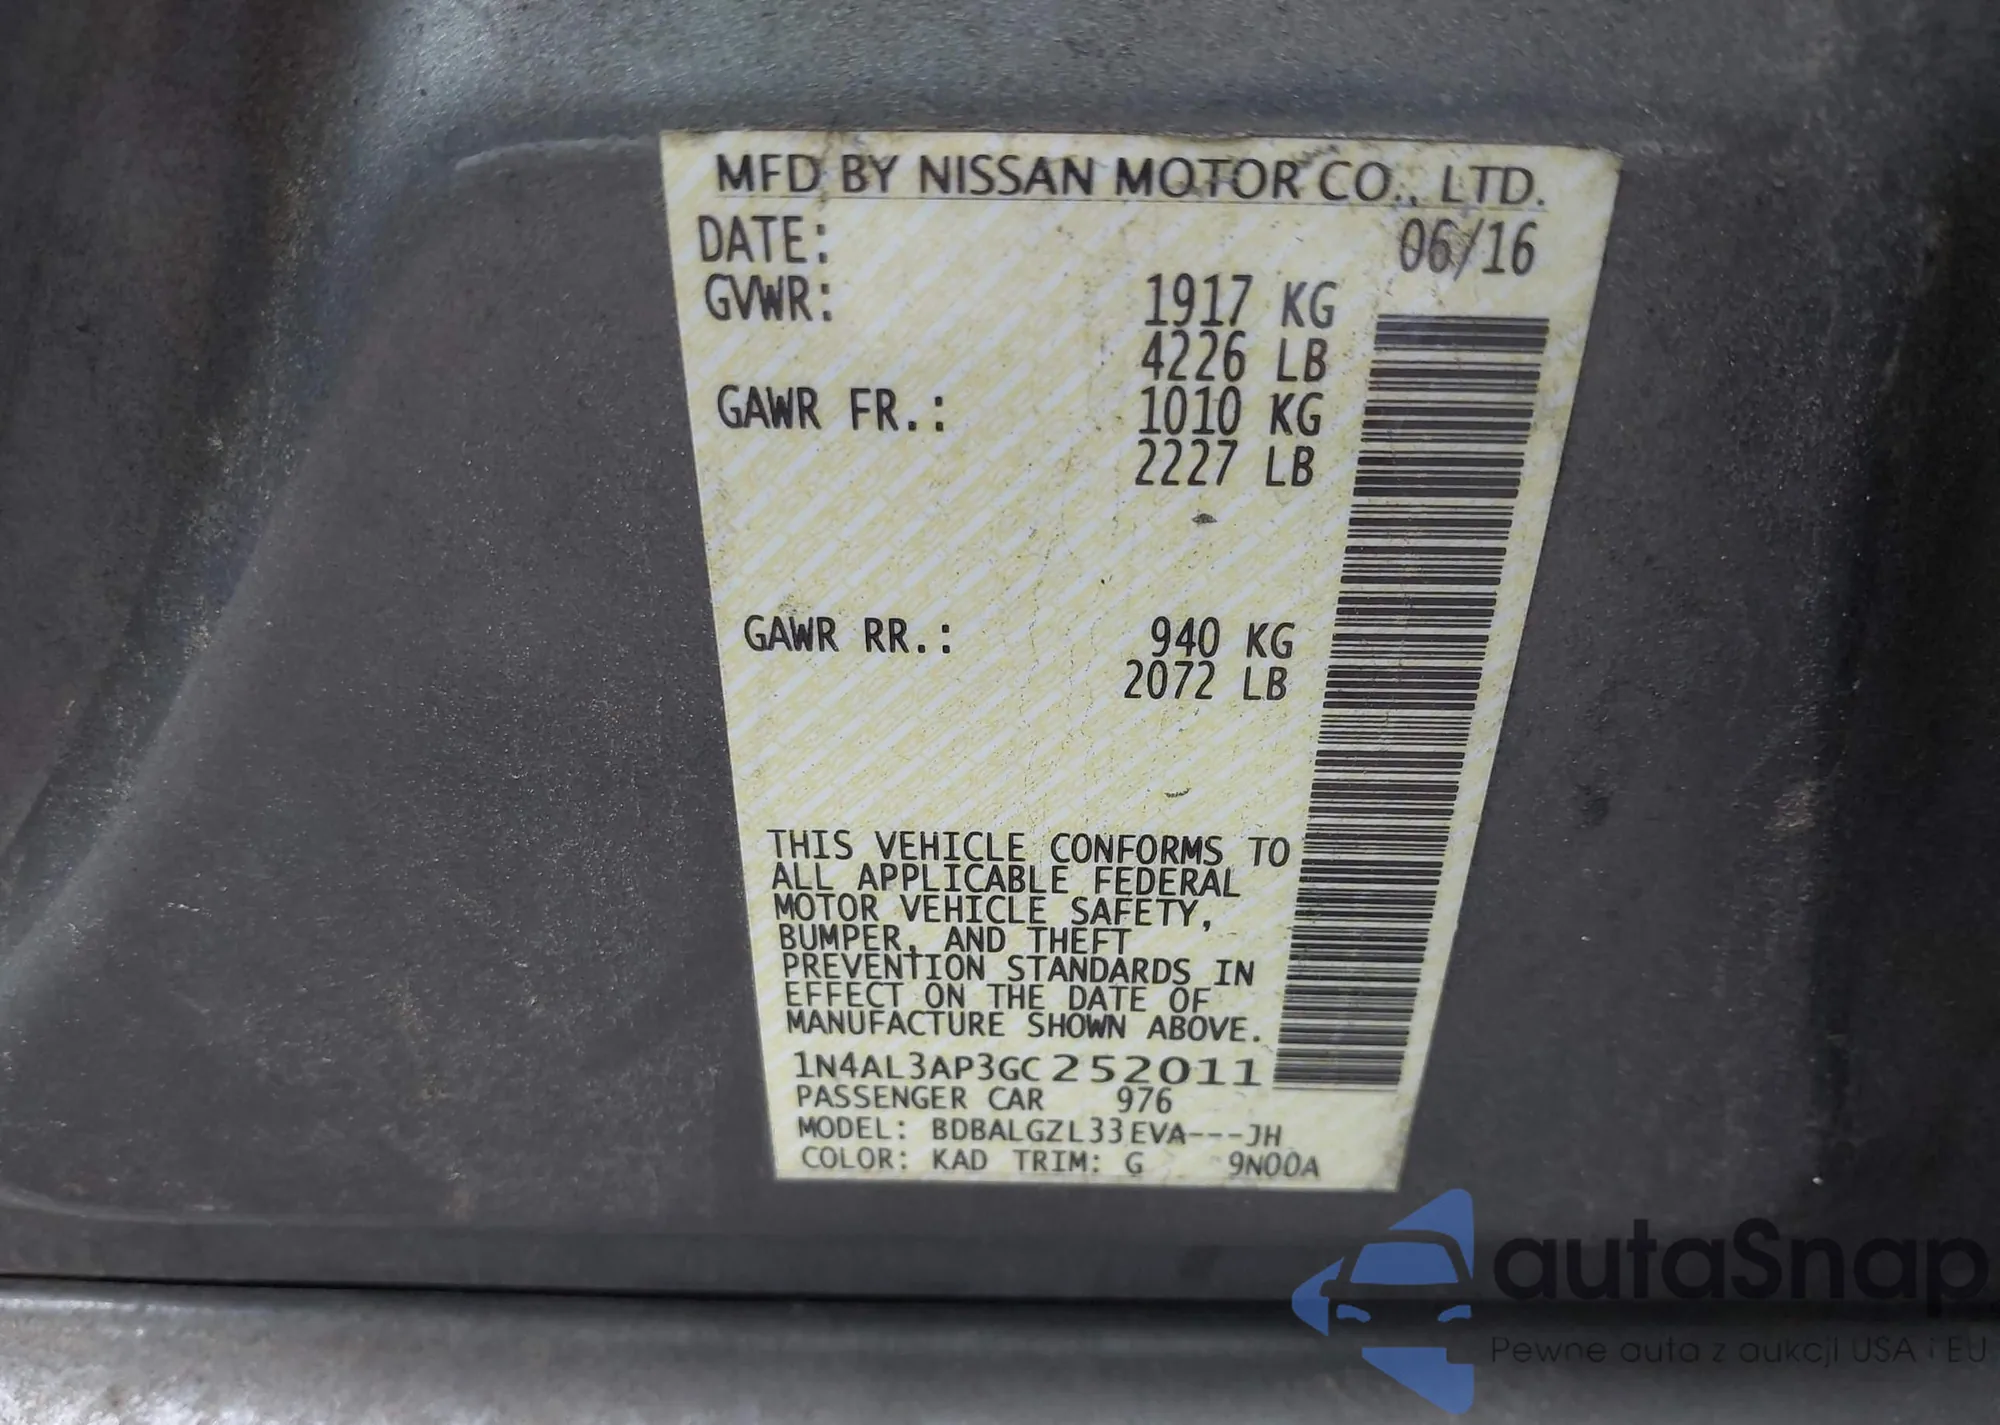 MFD BY NISSAN MOTOR CO., LTD.
DATE: 06/16
GVWR: 1917 KG
4226 LB
GAWR FR.: 1010 KG
2227 LB
GAWR RR.: 940 KG
2072 LB
THIS VEHICLE CONFORMS TO
ALL APPLICABLE FEDERAL
MOTOR VEHICLE SAFETY,
BUMPER, AND THEFT
PREVENTION STANDARDS IN
EFFECT ON THE DATE OF
MANUFACTURE SHOWN ABOVE.
1N4AL3AP3GC252011
PASSENGER CAR 976
MODEL: BDBALGZL33EVA---JH
COLOR: KAD TRIM: G 9N00A
autaSnap
Pewne auta z aukcji USA i EU